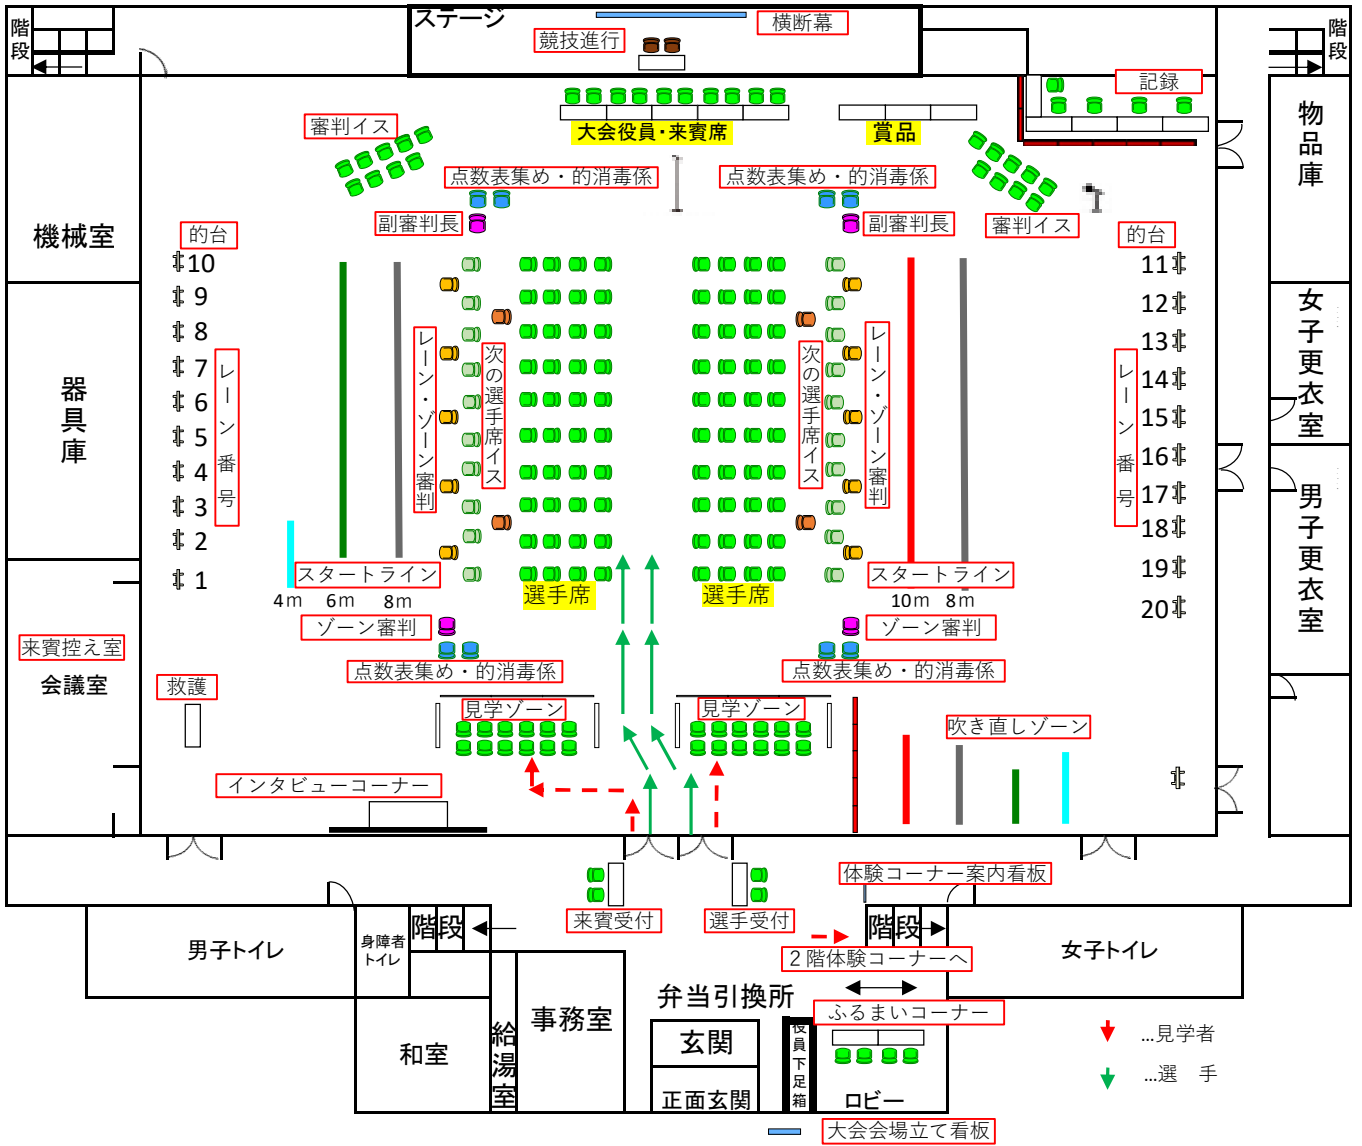 ステージ
横断幕
競技進行
階段
階段
記録
大会役員・来賓席
賞品
審判イス
審判イス
物品庫
点数表集め・的消毒係
点数表集め・的消毒係
副審判長
副審判長
機械室
的台
的台
10
9
8
7
6
5
4
3
2
1
レーン番号
11
12
13
14
15
16
17
18
19
20
レーン番号
レーン・ゾーン審判
次の選手席イス
次の選手席イス
レーン・ゾーン審判
器具庫
女子更衣室
男子更衣室
スタートライン
スタートライン
4m
6m
8m
10m
8m
選手席
選手席
ゾーン審判
ゾーン審判
点数表集め・的消毒係
点数表集め・的消毒係
来賓控え室
会議室
救護
見学ゾーン
見学ゾーン
吹き直しゾーン
インタビューコーナー
体験コーナー案内看板
来賓受付
選手受付
男子トイレ
身障者
トイレ
階段
階段
2階体験コーナーへ
女子トイレ
弁当引換所
ふるまいコーナー
事務室
給湯室
和室
玄関
正面玄関
役員下足箱
ロビー
…見学者
…選 手
大会会場立て看板